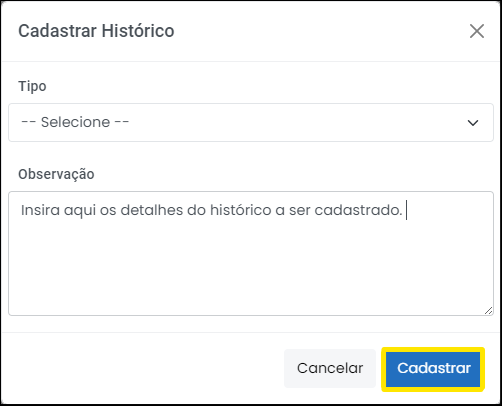 Cadastrar Histórico
Tipo
-- Selecione --
Observação
Insira aqui os detalhes do histórico a ser cadastrado.
Cancelar
Cadastrar